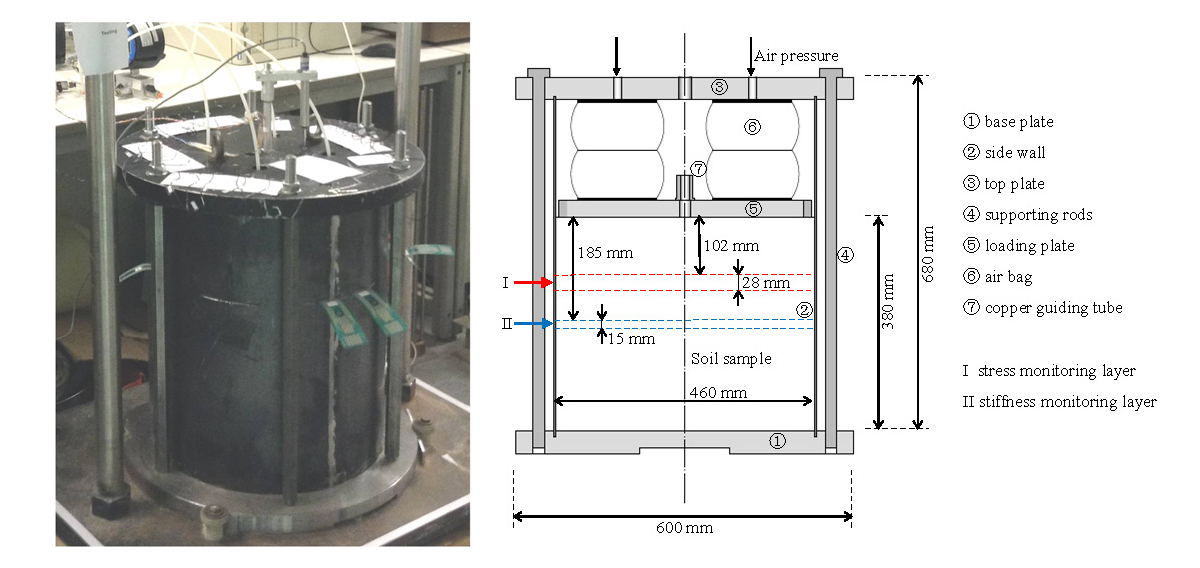 Air pressure
③
⑥
⑦
⑤
185 mm
102 mm
④
I
28 mm
②
II
15 mm
Soil sample
460 mm
①
380 mm
680 mm
600 mm
① base plate
② side wall
③ top plate
④ supporting rods
⑤ loading plate
⑥ air bag
⑦ copper guiding tube
I stress monitoring layer
II stiffness monitoring layer